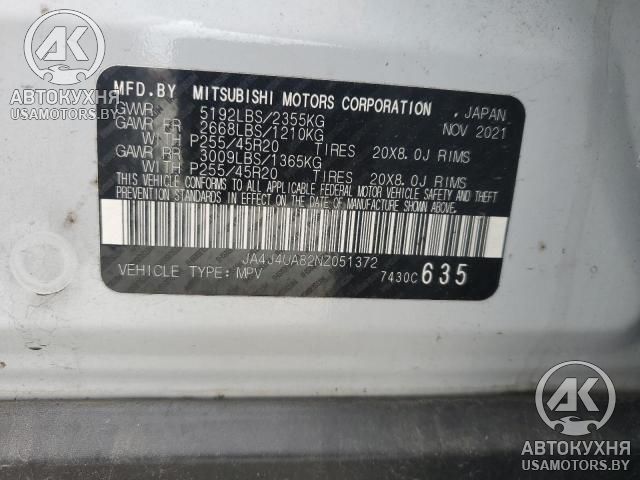 АК
АВТОКУХНЯ
USAMOTORS.BY
MFD.BY MITSUBISHI MOTORS CORPORATION , JAPAN
GVWR 5192LBS/2355KG NOV 2021
GAWR FR 2668LBS/1210KG
WITH P255/45R20 TIRES 20X8.0J RIMS
GAWR RR 3009LBS/1365KG
WITH P255/45R20 TIRES 20X8.0J RIMS
THIS VEHICLE CONFORMS TO ALL APPLICABLE FEDERAL MOTOR VEHICLE SAFETY AND THEFT
PREVENTION STANDARDS IN EFFECT ON THE DATE OF MANUFACTURE SHOWN ABOVE.
JA4J4UA82NZ051372
VEHICLE TYPE: MPV 7430C 635
АК
АВТОКУХНЯ
USAMOTORS.BY